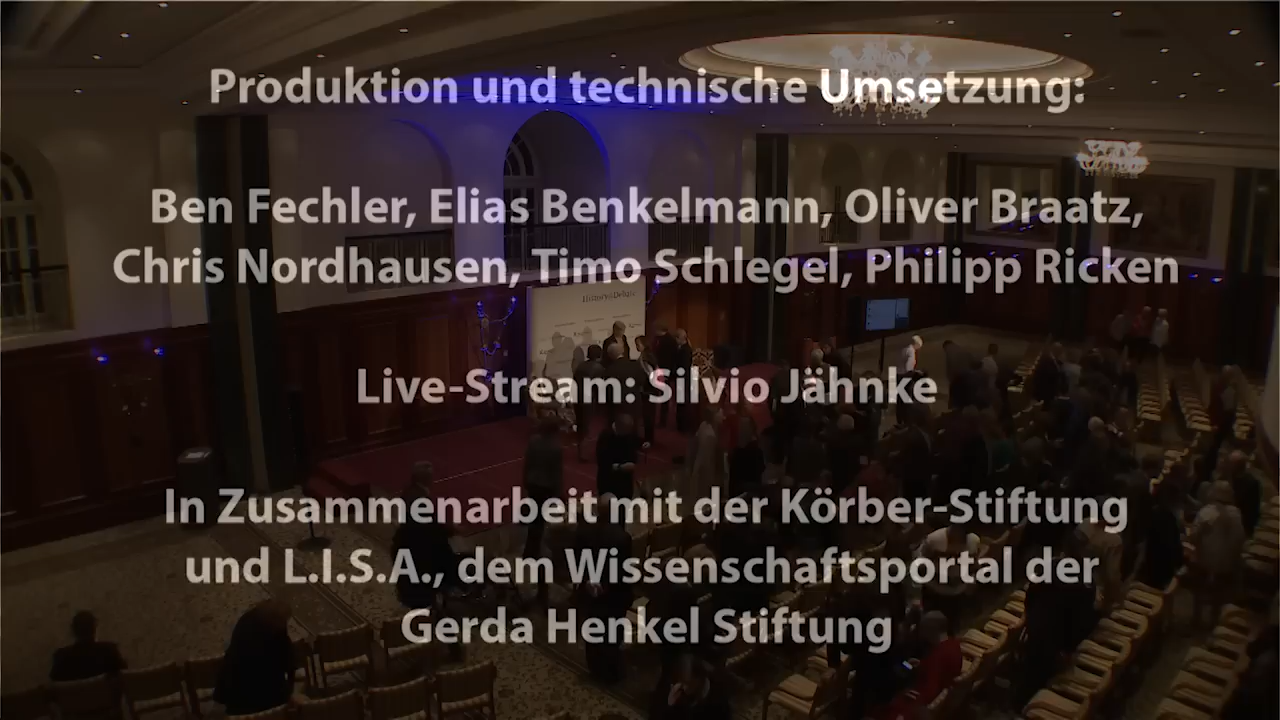 Produktion und technische Umsetzung:
Ben Fechler, Elias Benkelmann, Oliver Braatz,
Chris Nordhausen, Timo Schlegel, Philipp Ricken
Live-Stream: Silvio Jähnke
In Zusammenarbeit mit der Körber-Stiftung
und L.I.S.A., dem Wissenschaftsportal der
Gerda Henkel Stiftung